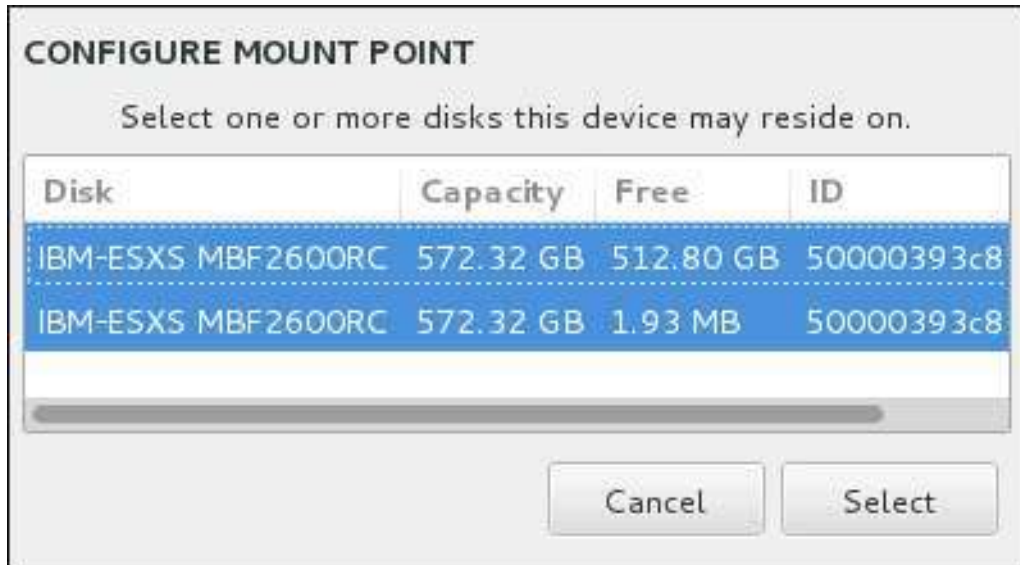 CONFIGURE MOUNT POINT
Select one or more disks this device may reside on.
Disk Capacity Free ID
IBM-ESXS MBF2600RC 572.32 GB 512.80 GB 50000393c8
IBM-ESXS MBF2600RC 572.32 GB 1.93 MB 50000393c8
Cancel Select